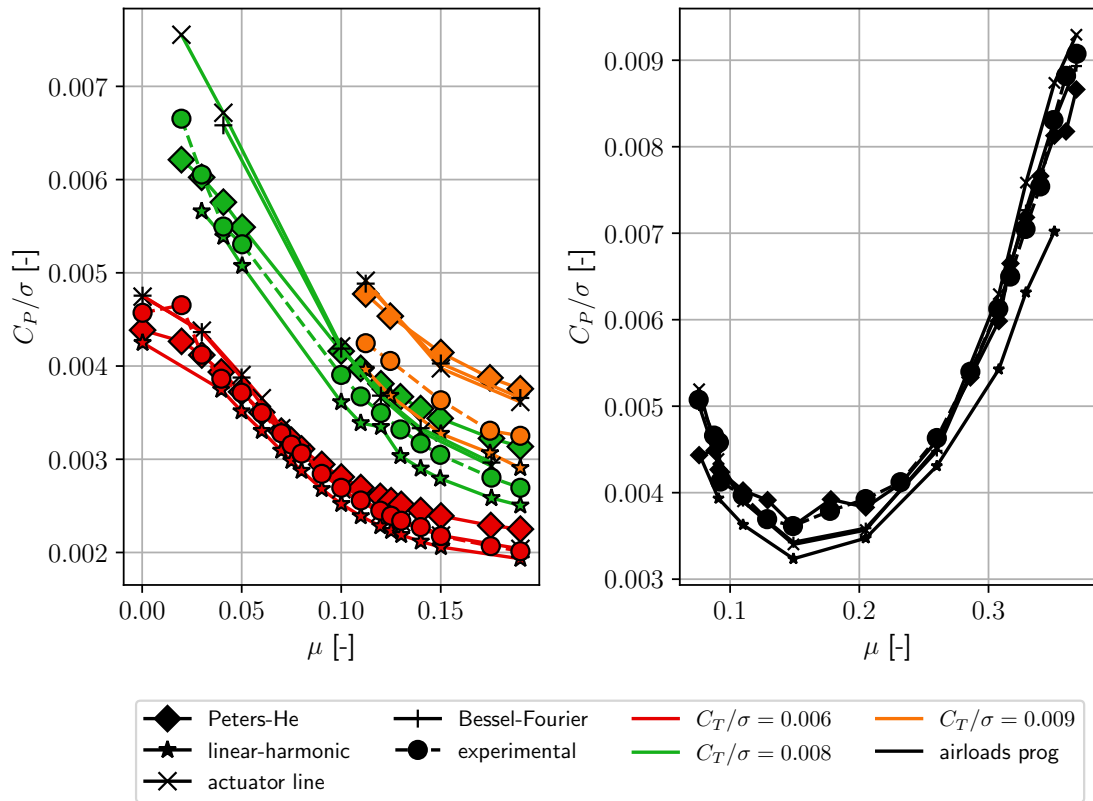 0.007
0.006
0.005
0.004
0.003
0.002
C_P/σ [-]
0.00 0.05 0.10 0.15
μ [-]
0.009
0.008
0.007
0.006
0.005
0.004
0.003
C_P/σ [-]
0.1 0.2 0.3
μ [-]
Peters-He Bessel-Fourier C_T/σ = 0.006 C_T/σ = 0.009
linear-harmonic experimental C_T/σ = 0.008 airloads prog
actuator line